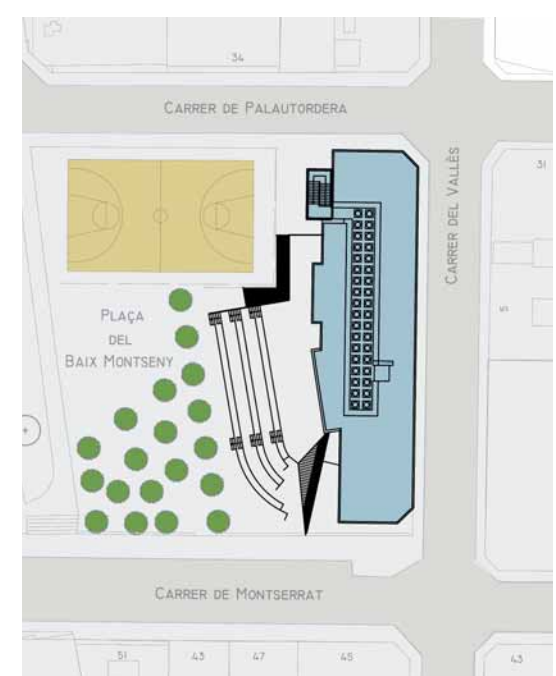 34
CARRER DE PALAUTORDERA
CARRER DEL VALLÈS
31
PLAÇA
DEL
BAIX MONTSENY
CARRER DE MONTSERRAT
51
43
47
45
43